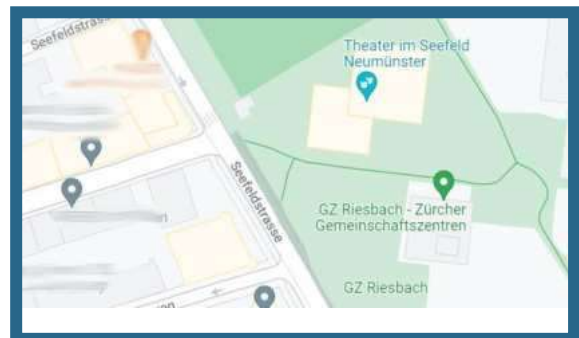 Seefeldstrasse
Theater im Seefeld
Neumünster
Seefeldstrasse
GZ Riesbach - Zürcher
Gemeinschaftszentren
GZ Riesbach